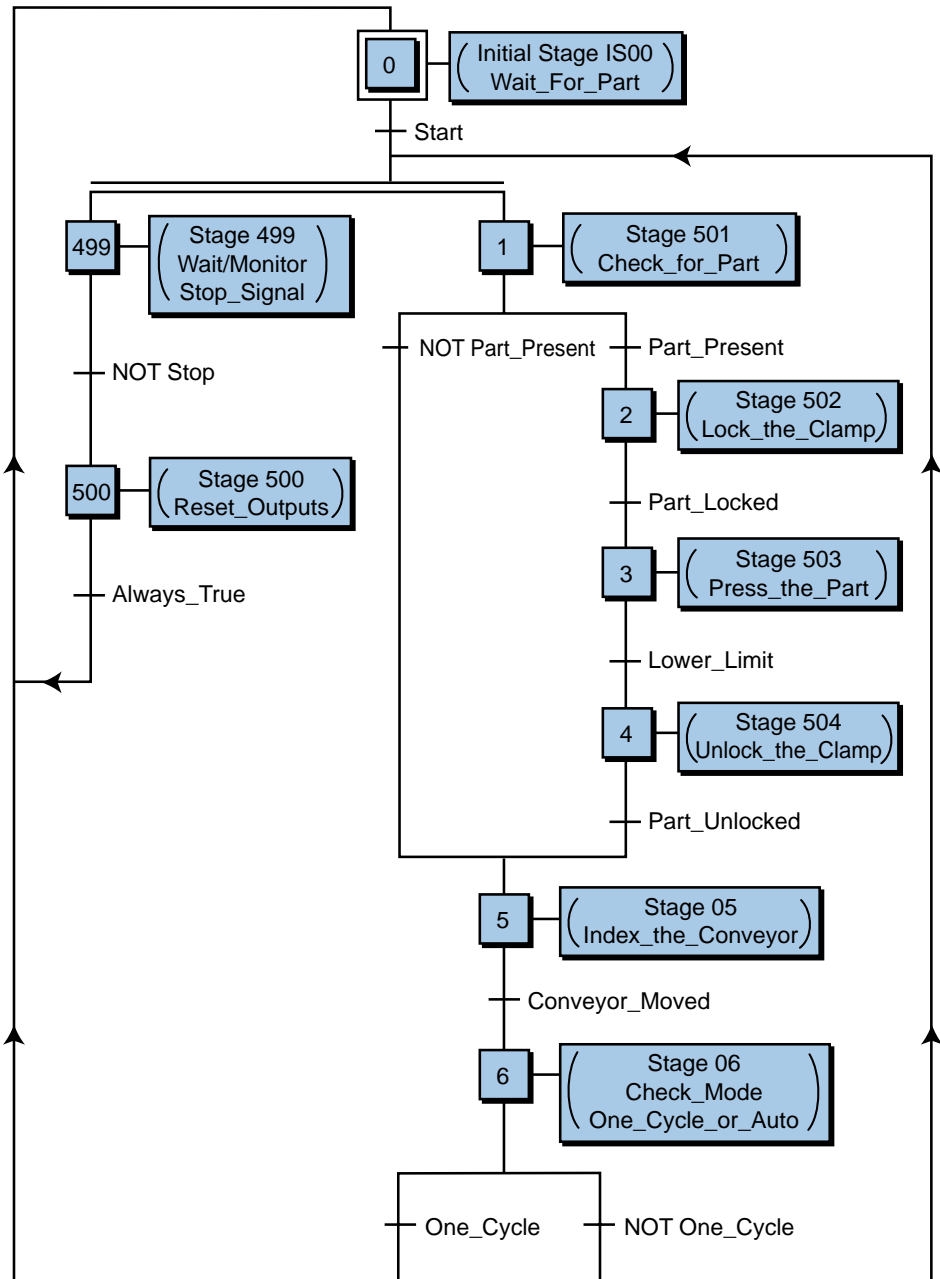 0
Initial Stage IS00
Wait_For_Part
Start
499
Stage 499
Wait/Monitor
Stop_Signal
1
Stage 501
Check_for_Part
NOT Part_Present
Part_Present
NOT Stop
2
Stage 502
Lock_the_Clamp
500
Stage 500
Reset_Outputs
Part_Locked
3
Stage 503
Press_the_Part
Always_True
Lower_Limit
4
Stage 504
Unlock_the_Clamp
Part_Unlocked
5
Stage 05
Index_the_Conveyor
Conveyor_Moved
6
Stage 06
Check_Mode
One_Cycle_or_Auto
One_Cycle
NOT One_Cycle